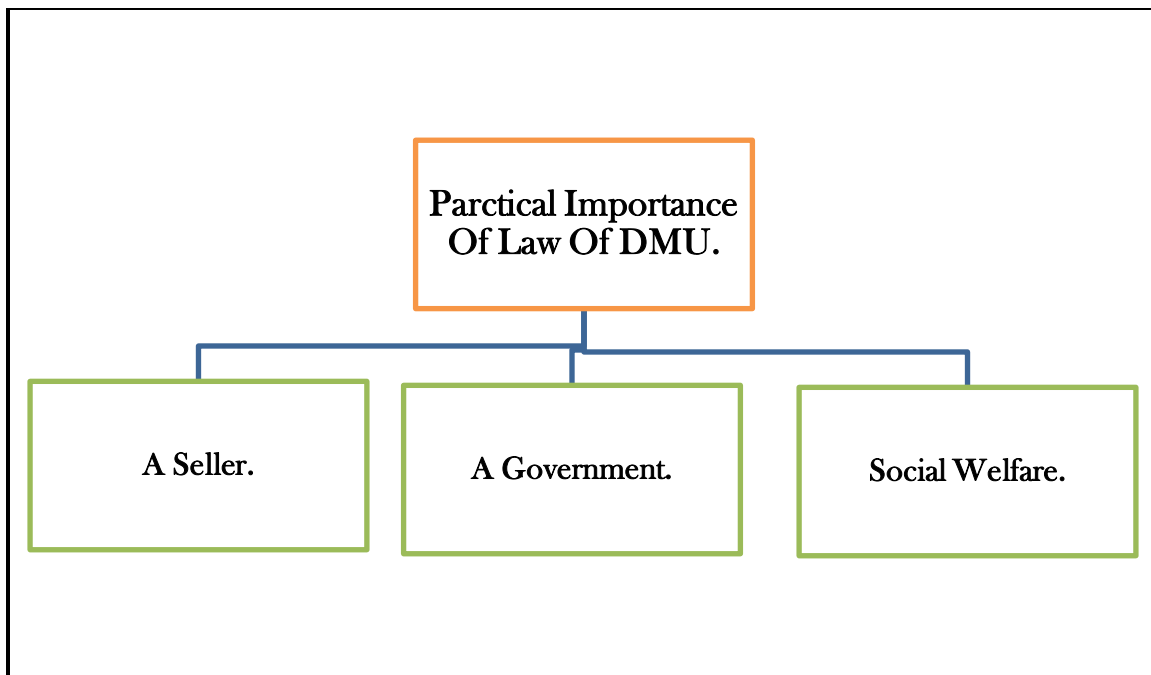 Parctical Importance
Of Law Of DMU.
A Seller.
A Government.
Social Welfare.